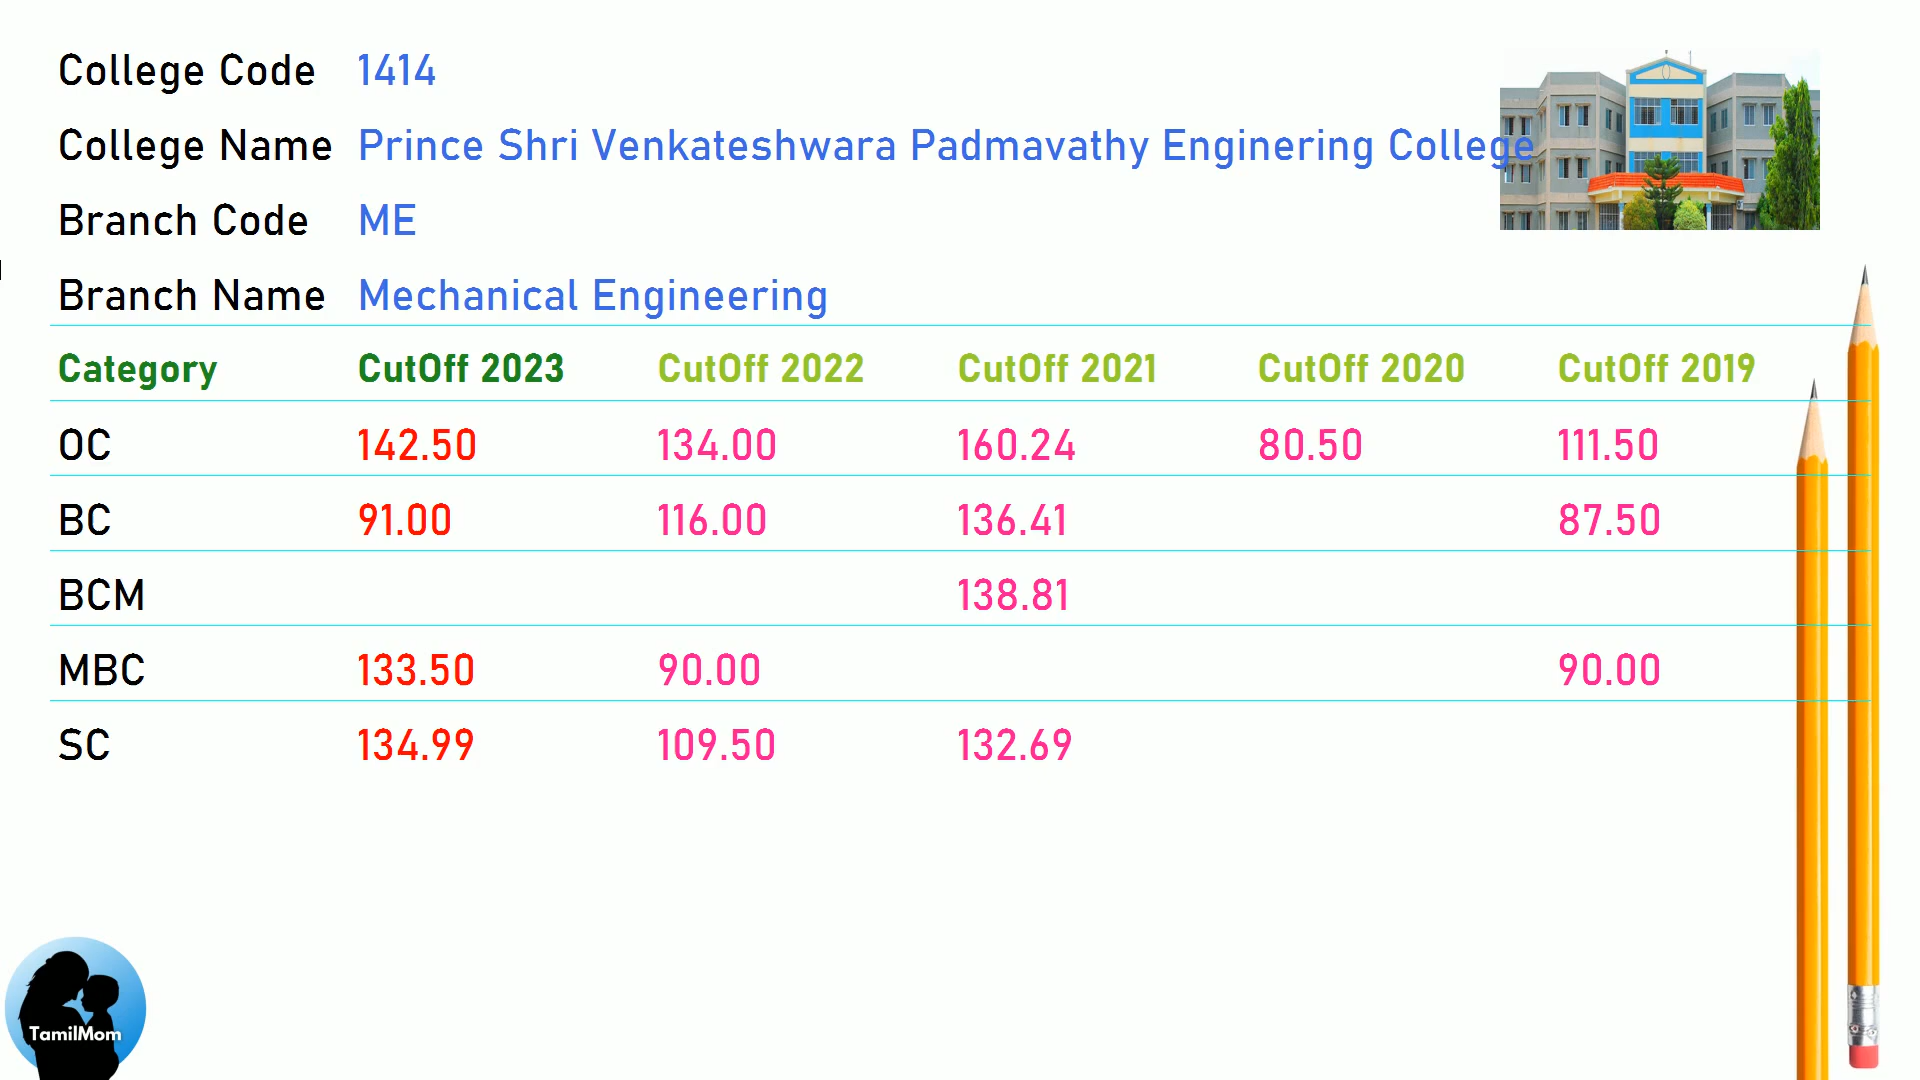 College Code 1414
College Name Prince Shri Venkateshwara Padmavathy Enginering College
Branch Code ME
Branch Name Mechanical Engineering
Category CutOff 2023 CutOff 2022 CutOff 2021 CutOff 2020 CutOff 2019
OC 142.50 134.00 160.24 80.50 111.50
BC 91.00 116.00 136.41 87.50
BCM 138.81
MBC 133.50 90.00 90.00
SC 134.99 109.50 132.69
TamilMom